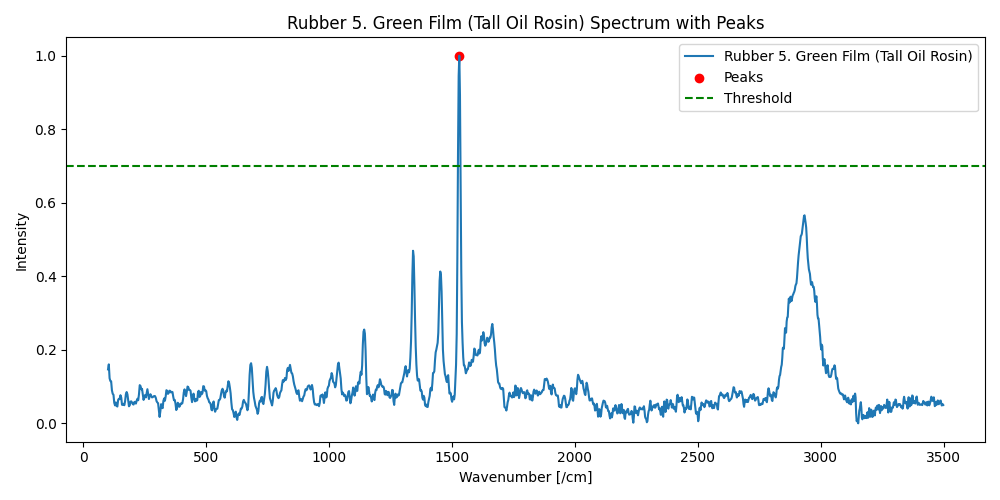 Rubber 5. Green Film (Tall Oil Rosin) Spectrum with Peaks
Rubber 5. Green Film (Tall Oil Rosin)
Peaks
Threshold
1.0
0.8
0.6
0.4
0.2
0.0
Intensity
0 500 1000 1500 2000 2500 3000 3500
Wavenumber [/cm]